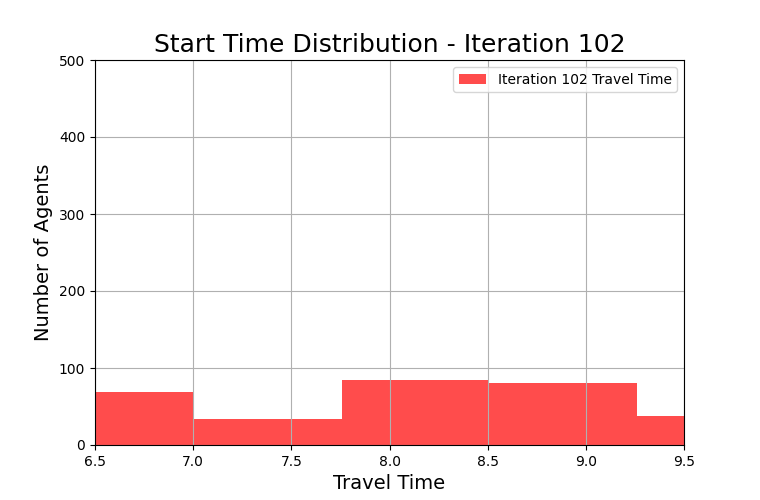 Start Time Distribution - Iteration 102
Iteration 102 Travel Time
500
400
300
200
100
0
Number of Agents
6.5 7.0 7.5 8.0 8.5 9.0 9.5
Travel Time